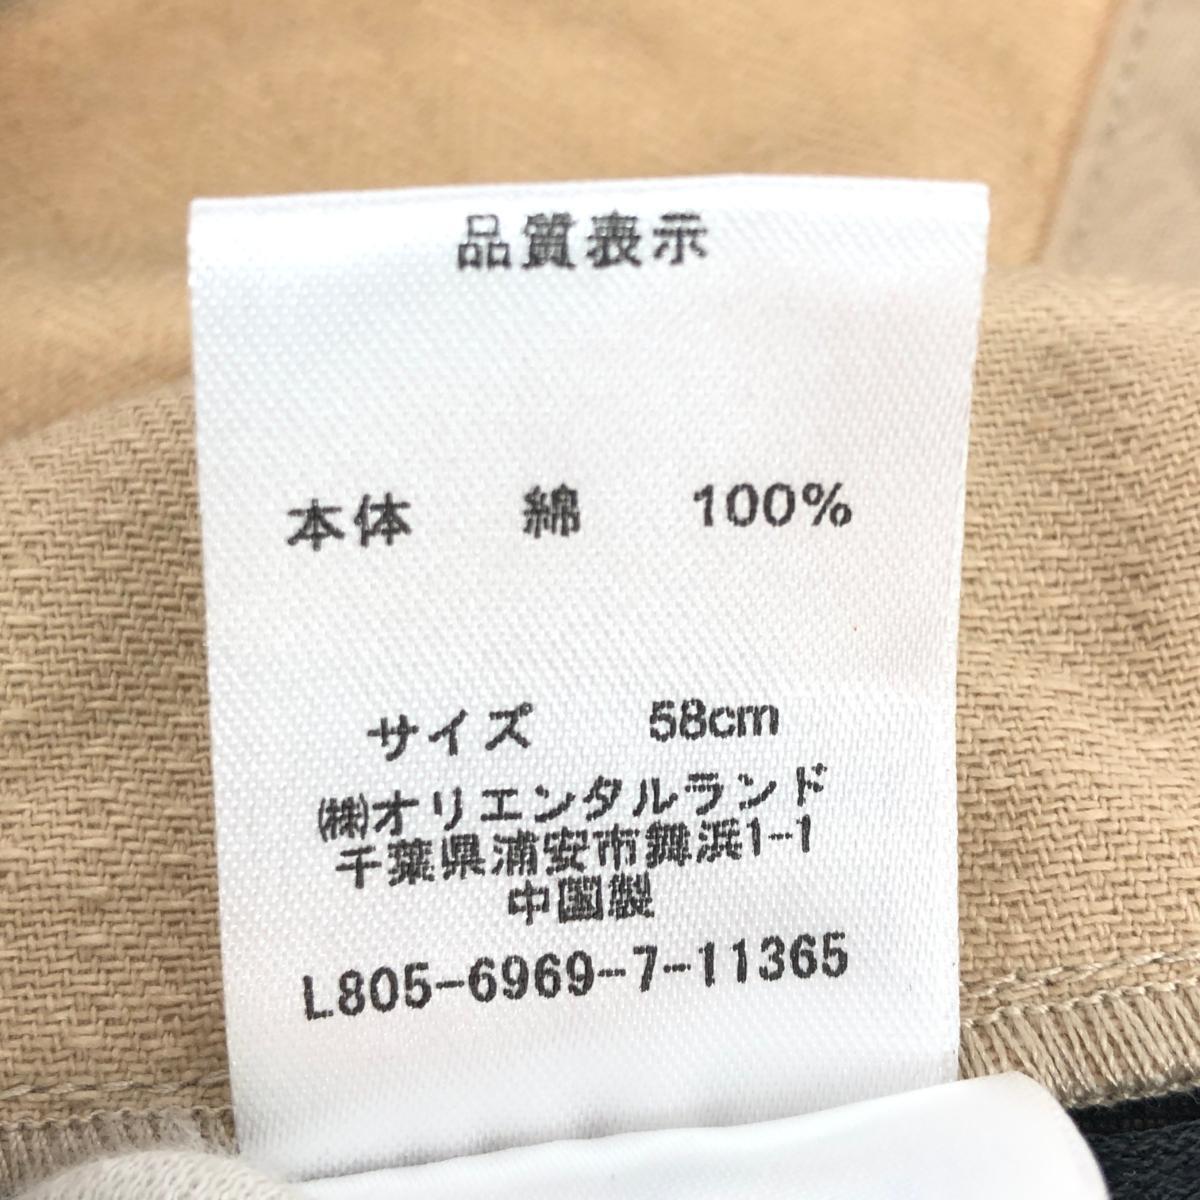 品質表示
本体 綿 100%
サイズ 58cm
㈱オリエンタルランド
千葉県浦安市舞浜1-1
中国製
L805-6969-7-11365